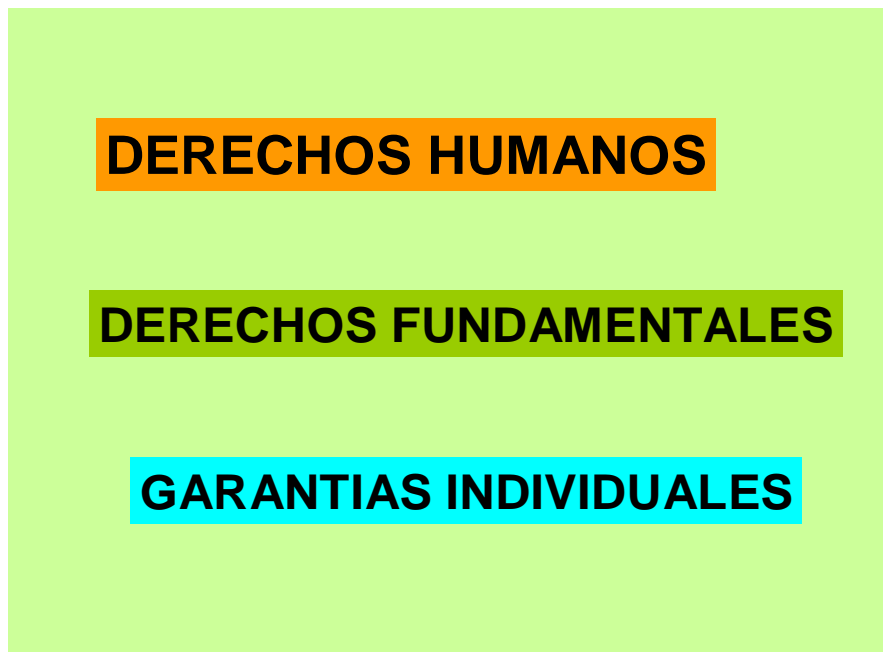 DERECHOS HUMANOS
DERECHOS FUNDAMENTALES
GARANTIAS INDIVIDUALES